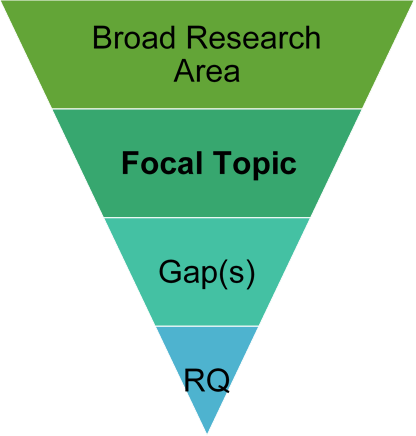 Broad Research
Area
Focal Topic
Gap(s)
RQ